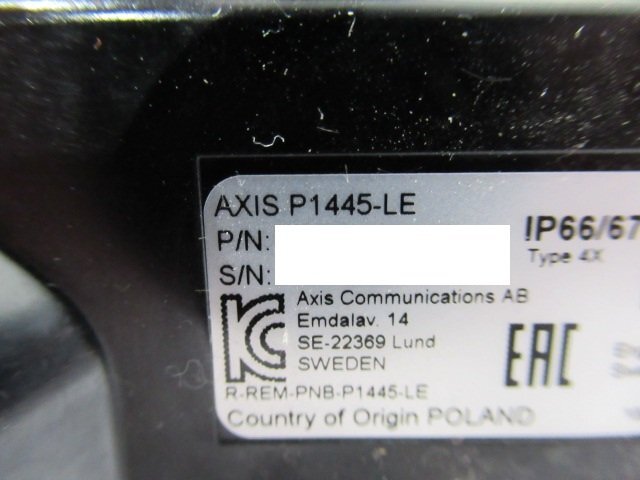 AXIS P1445-LE
P/N:
S/N:
IP66/67
Type 4X
Axis Communications AB
Emdalav. 14
SE-22369 Lund
SWEDEN
R-REM-PNB-P1445-LE
Country of Origin POLAND
EAC